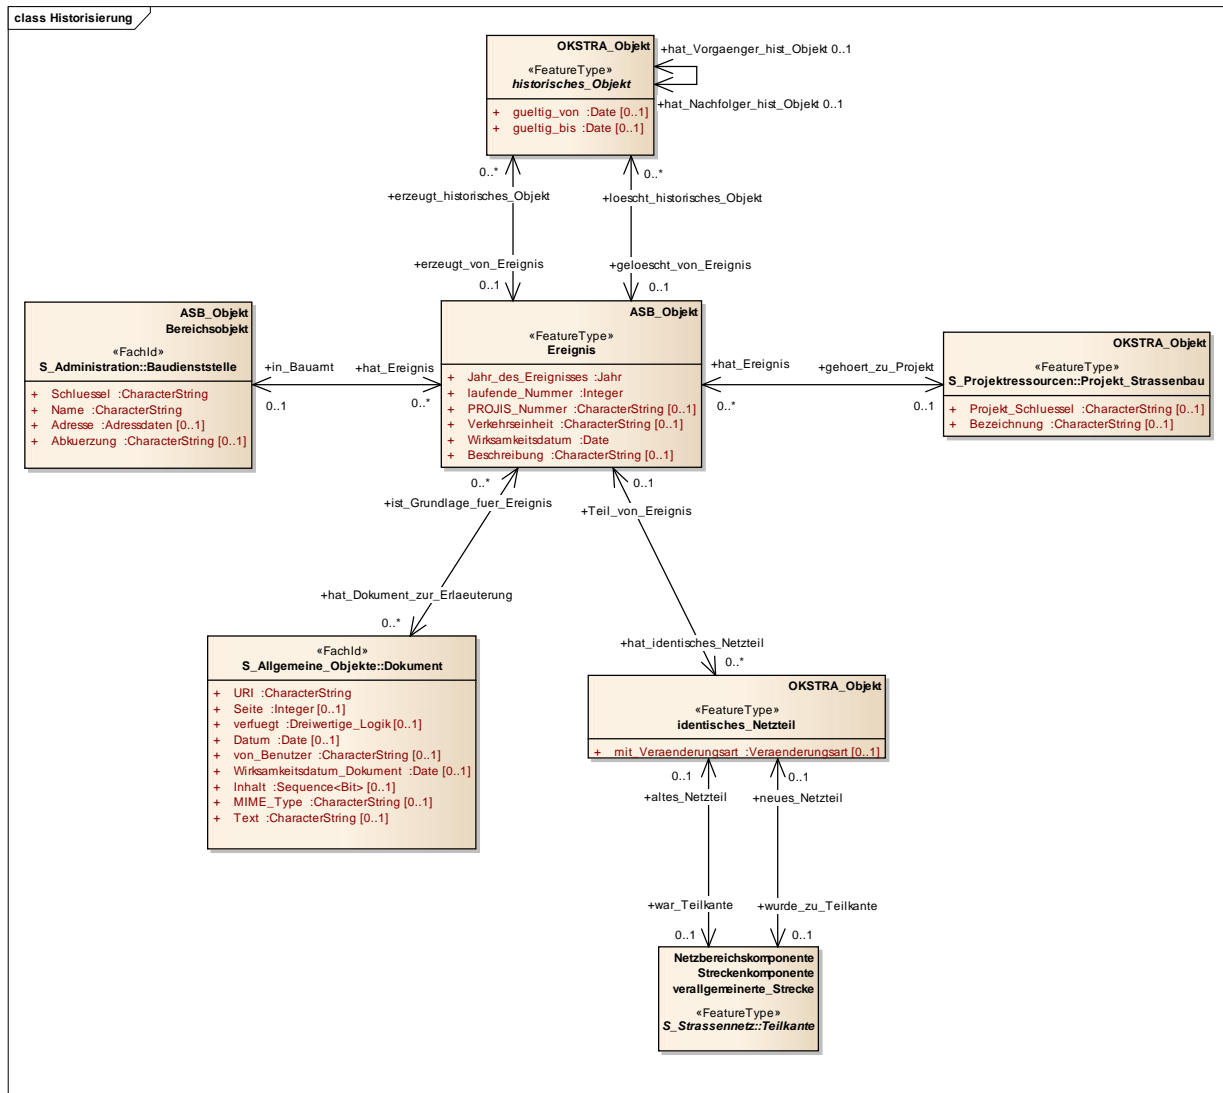 class Historisierung
OKSTRA_Objekt
«FeatureType»
historisches_Objekt
+ gueltig_von :Date [0..1]
+ gueltig_bis :Date [0..1]
+hat_Vorgaenger_hist_Objekt 0..1
+hat_Nachfolger_hist_Objekt 0..1
0..*
0..*
+erzeugt_historisches_Objekt
+loescht_historisches_Objekt
+erzeugt_von_Ereignis
+geloescht_von_Ereignis
0..1
0..1
ASB_Objekt
Bereichsobjekt
«FachId»
S_Administration::Baudienststelle
+ Schluessel :CharacterString
+ Name :CharacterString
+ Adresse :Adressdaten [0..1]
+ Abkuerzung :CharacterString [0..1]
+in_Bauamt
+hat_Ereignis
0..1
0..*
ASB_Objekt
«FeatureType»
Ereignis
+ Jahr_des_Ereignisses :Jahr
+ laufende_Nummer :Integer
+ PROJIS_Nummer :CharacterString [0..1]
+ Verkehrseinheit :CharacterString [0..1]
+ Wirksamkeitsdatum :Date
+ Beschreibung :CharacterString [0..1]
+hat_Ereignis
+gehoert_zu_Projekt
0..*
0..1
OKSTRA_Objekt
«FeatureType»
S_Projektressourcen::Projekt_Strassenbau
+ Projekt_Schluessel :CharacterString [0..1]
+ Bezeichnung :CharacterString [0..1]
0..*
0..1
+ist_Grundlage_fuer_Ereignis
+Teil_von_Ereignis
+hat_Dokument_zur_Erlaeuterung
0..*
+hat_identisches_Netzteil
0..*
«FachId»
S_Allgemeine_Objekte::Dokument
+ URI :CharacterString
+ Seite :Integer [0..1]
+ verfuegt :Dreiwertige_Logik [0..1]
+ Datum :Date [0..1]
+ von_Benutzer :CharacterString [0..1]
+ Wirksamkeitsdatum_Dokument :Date [0..1]
+ Inhalt :Sequence<Bit> [0..1]
+ MIME_Type :CharacterString [0..1]
+ Text :CharacterString [0..1]
OKSTRA_Objekt
«FeatureType»
identisches_Netzteil
+ mit_Veraenderungsart :Veraenderungsart [0..1]
0..1
0..1
+altes_Netzteil
+neues_Netzteil
+war_Teilkante
+wurde_zu_Teilkante
0..1
0..1
Netzbereichskomponente
Streckenkomponente
verallgemeinerte_Strecke
«FeatureType»
S_Strassennetz::Teilkante